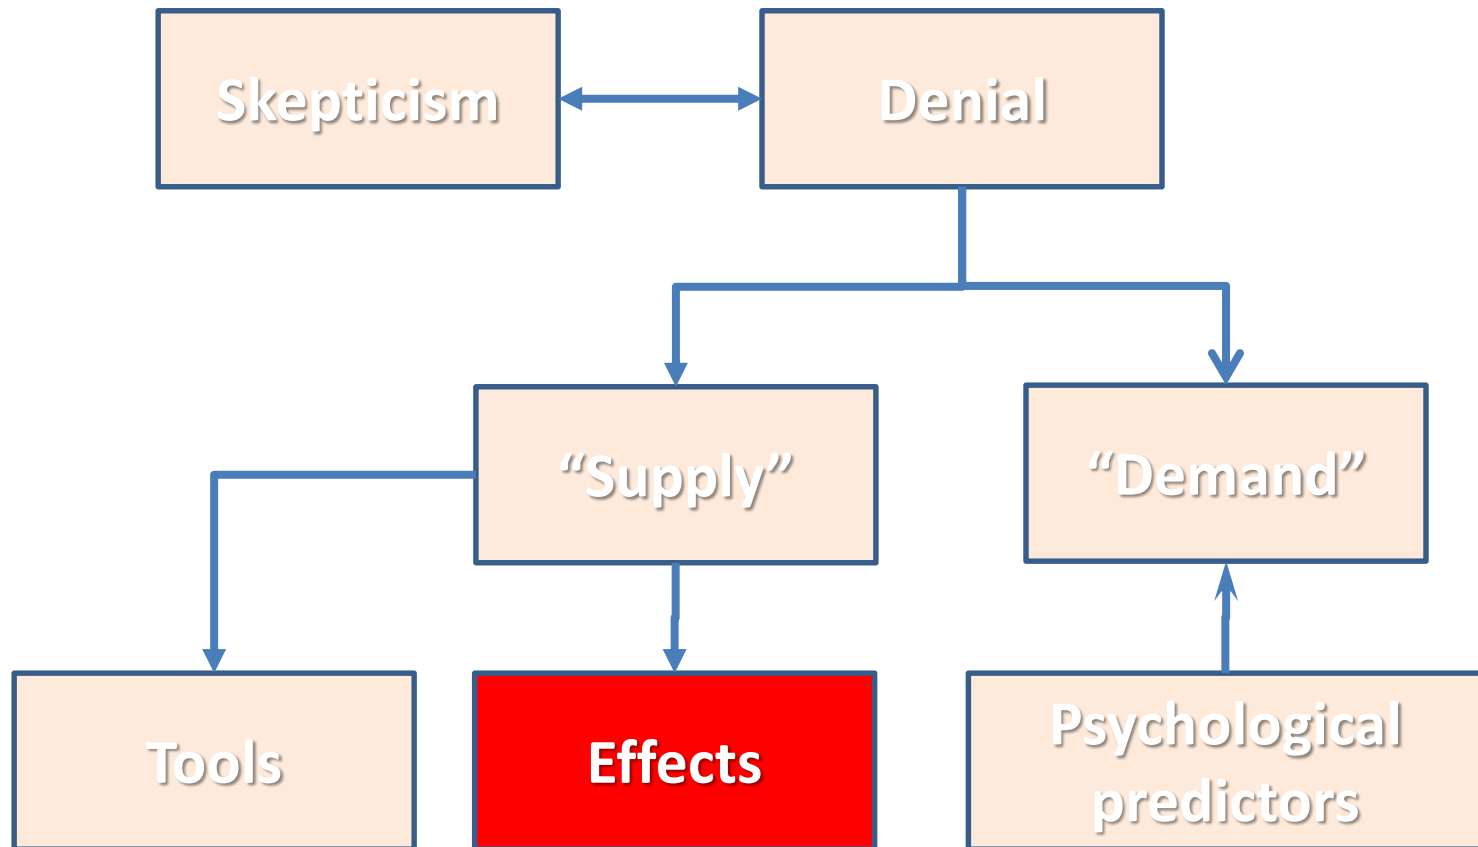 Skepticism
Denial
“Supply”
“Demand”
Tools
Effects
Psychological
predictors